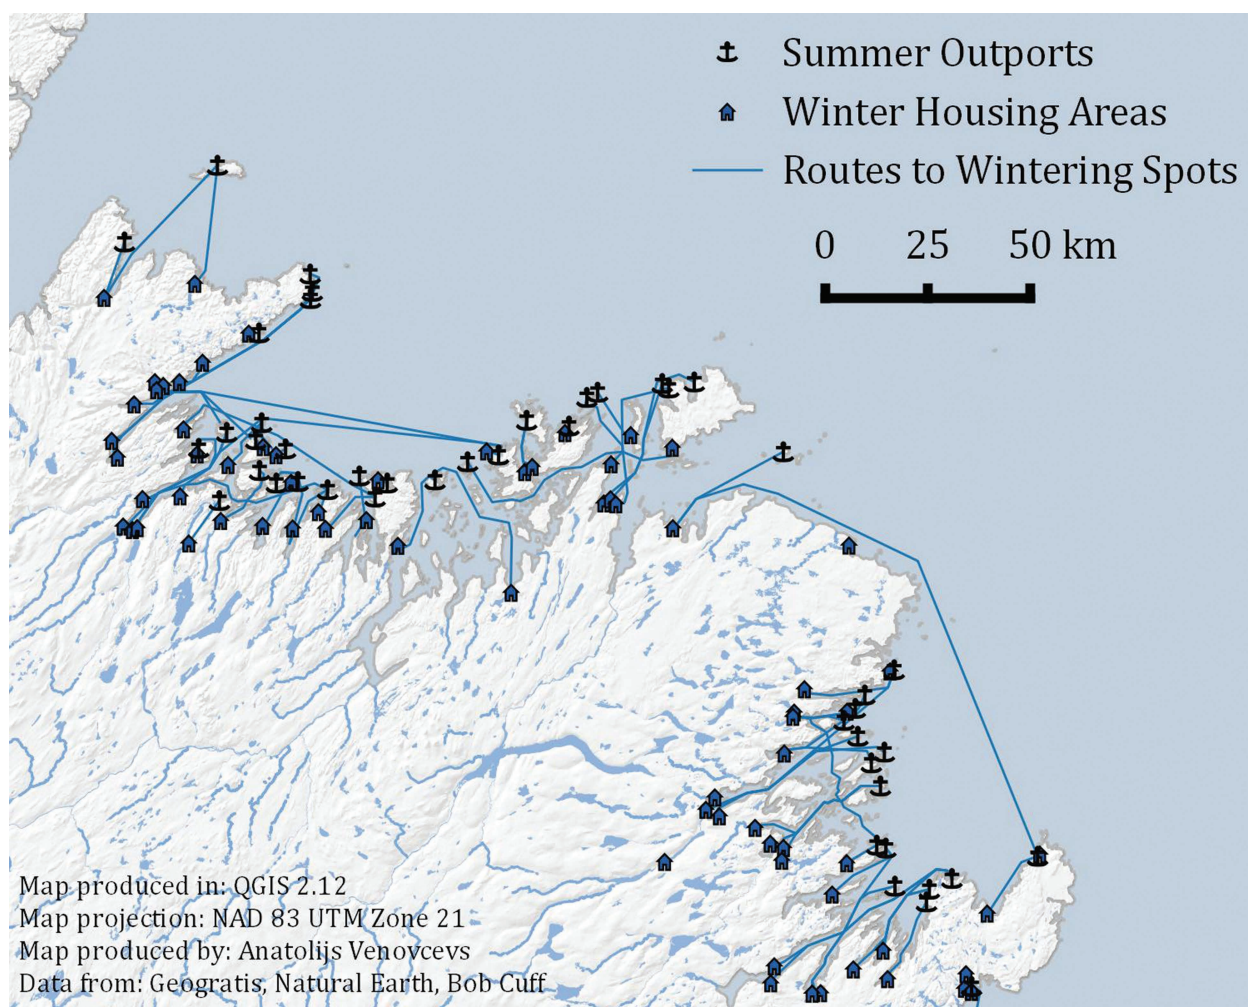 Summer Outports
Winter Housing Areas
Routes to Wintering Spots
0 25 50 km
Map produced in: QGIS 2.12
Map projection: NAD 83 UTM Zone 21
Map produced by: Anatolijs Venovcevs
Data from: Geogratis, Natural Earth, Bob Cuff